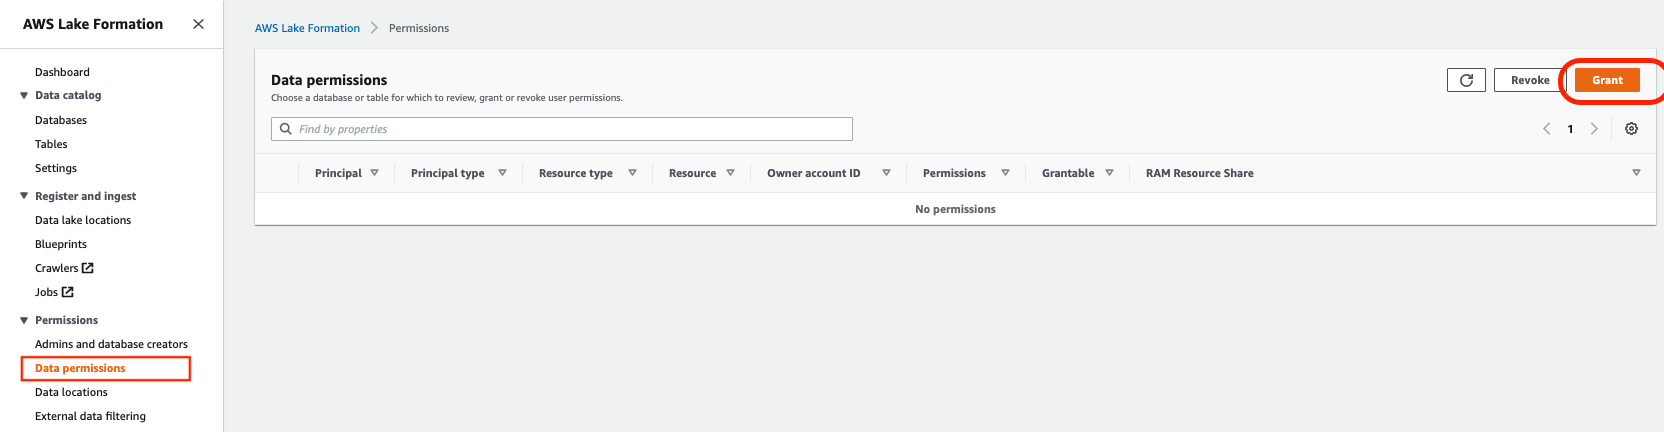 AWS Lake Formation
Dashboard
Data catalog
Databases
Tables
Settings
Register and ingest
Data lake locations
Blueprints
Crawlers
Jobs
Permissions
Admins and database creators
Data permissions
Data locations
External data filtering
AWS Lake Formation > Permissions
Data permissions
Choose a database or table for which to review, grant or revoke user permissions.
Revoke Grant
Find by properties
1
Principal Principal type Resource type Resource Owner account ID Permissions Grantable RAM Resource Share
No permissions